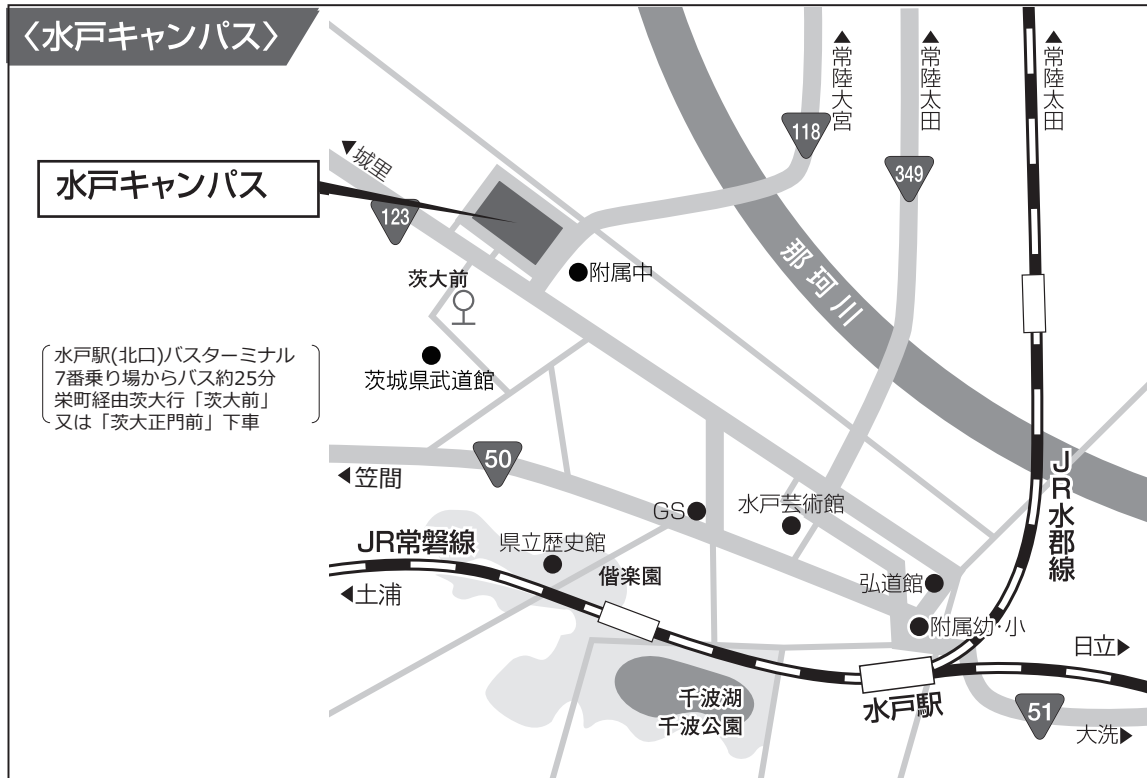 〈水戸キャンパス〉
▲常陸大宮
▲常陸太田
▲常陸太田
118
349
◀城里
水戸キャンパス
123
那珂川
茨大前
●附属中
茨城県武道館
水戸駅(北口)バスターミナル
7番乗り場からバス約25分
栄町経由茨大行「茨大前」
又は「茨大正門前」下車
50
◀笠間
GS
水戸芸術館
JR水郡線
JR常磐線
県立歴史館
偕楽園
◀土浦
弘道館
附属幼・小
日立▶
千波湖
千波公園
水戸駅
51
大洗▶